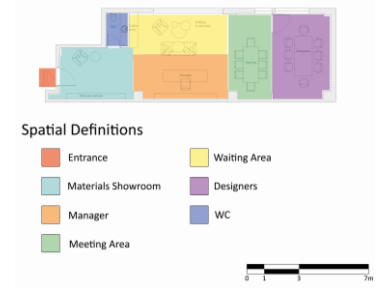 Spatial Definitions
Entrance
Waiting Area
Materials Showroom
Designers
Manager
WC
Meeting Area
0 1 3 7m